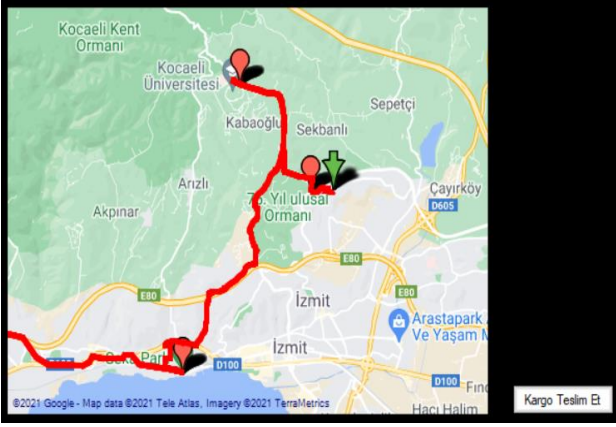 Kocaeli Kent
Ormanı
Kocaeli
Üniversitesi
Sepetçi
Kabaoğlu
Sekbanlı
Arızlı
75. Yıl ulusal
Ormanı
Çayırköy
D605
Akpınar
E80
E80
E80
İzmit
Arastapark
Ve Yaşam M
İzmit
Seka Park
D100
D100
Hacı Halim
©2021 Google - Map data ©2021 Tele Atlas, Imagery ©2021 TerraMetrics
Kargo Teslim Et